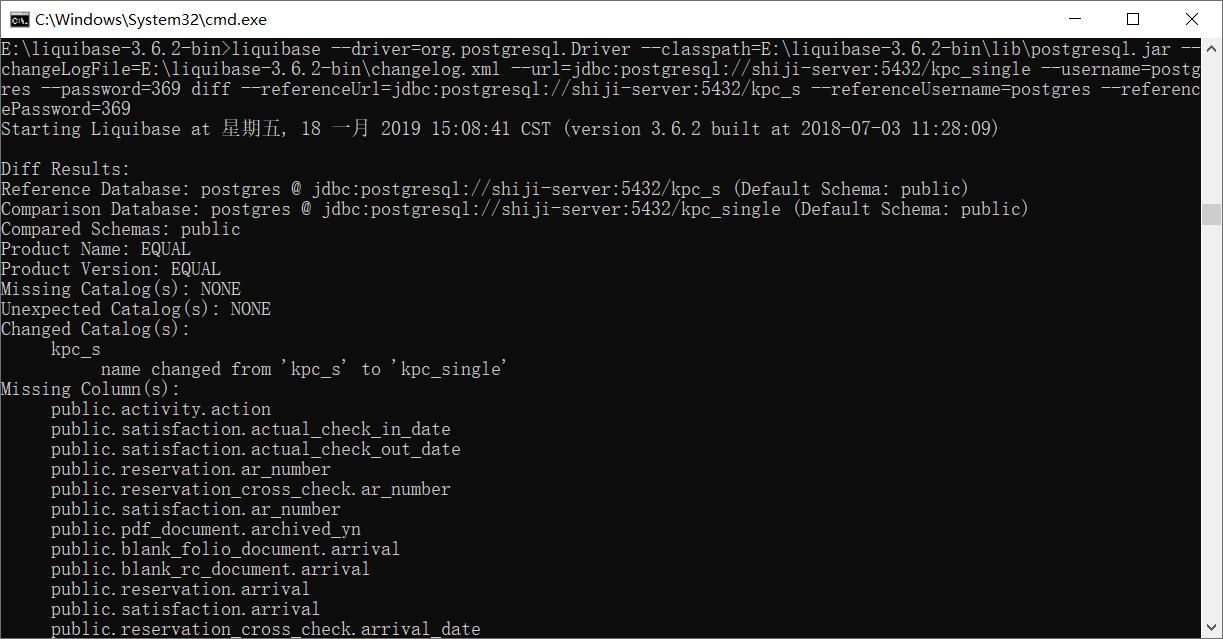 C:\Windows\System32\cmd.exe
E:\liquibase-3.6.2-bin>liquibase --driver=org.postgresql.Driver --classpath=E:\liquibase-3.6.2-bin\lib\postgresql.jar --
changeLogFile=E:\liquibase-3.6.2-bin\changelog.xml --url=jdbc:postgresql://shiji-server:5432/kpc_single --username=postg
res --password=369 diff --referenceUrl=jdbc:postgresql://shiji-server:5432/kpc_s --referenceUsername=postgres --referenc
ePassword=369
Starting Liquibase at 星期五, 18 一月 2019 15:08:41 CST (version 3.6.2 built at 2018-07-03 11:28:09)
Diff Results:
Reference Database: postgres @ jdbc:postgresql://shiji-server:5432/kpc_s (Default Schema: public)
Comparison Database: postgres @ jdbc:postgresql://shiji-server:5432/kpc_single (Default Schema: public)
Compared Schemas: public
Product Name: EQUAL
Product Version: EQUAL
Missing Catalog(s): NONE
Unexpected Catalog(s): NONE
Changed Catalog(s):
kpc_s
name changed from 'kpc_s' to 'kpc_single'
Missing Column(s):
public.activity.action
public.satisfaction.actual_check_in_date
public.satisfaction.actual_check_out_date
public.reservation.ar_number
public.reservation_cross_check.ar_number
public.satisfaction.ar_number
public.pdf_document.archived_yn
public.blank_folio_document.arrival
public.blank_rc_document.arrival
public.reservation.arrival
public.satisfaction.arrival
public.reservation_cross_check.arrival_date